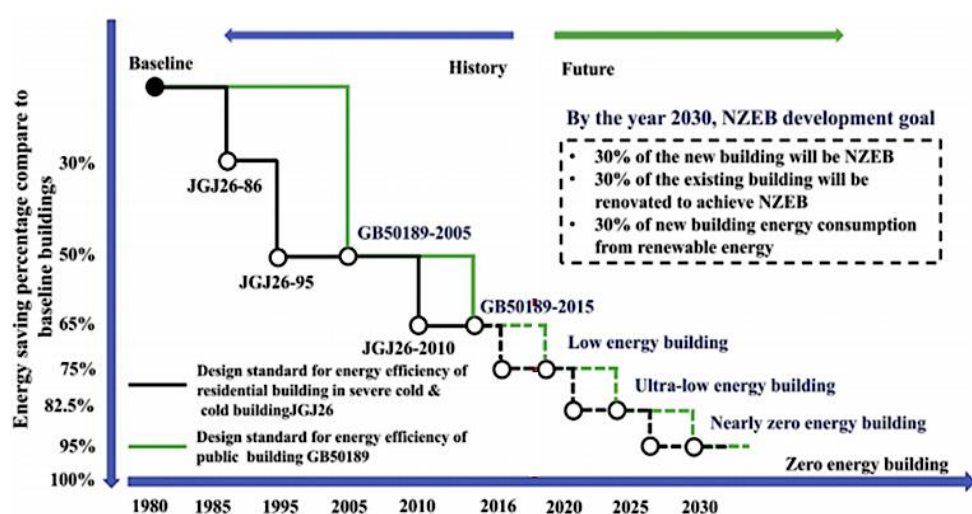 Baseline
History
Future
Energy saving percentage compare to
baseline buildings
By the year 2030, NZEB development goal
• 30% of the new building will be NZEB
• 30% of the existing building will be
renovated to achieve NZEB
• 30% of new building energy consumption
from renewable energy
30%
JGJ26-86
GB50189-2005
50%
JGJ26-95
GB50189-2015
65%
JGJ26-2010
Low energy building
75%
Design standard for energy efficiency of
residential building in severe cold &
cold buildingJGJ26
Ultra-low energy building
82.5%
Nearly zero energy building
Design standard for energy efficiency of
public building GB50189
95%
Zero energy building
100%
1980 1985 1995 2005 2010 2016 2020 2025 2030